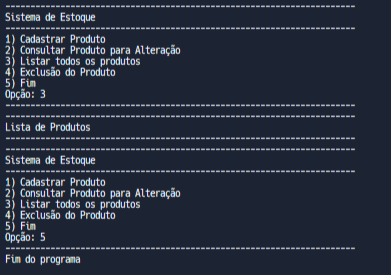 ----------------------------------------------------------------------
Sistema de Estoque
----------------------------------------------------------------------
1) Cadastrar Produto
2) Consultar Produto para Alteração
3) Listar todos os produtos
4) Exclusão do Produto
5) Fim
Opção: 3
----------------------------------------------------------------------
----------------------------------------------------------------------
Lista de Produtos
----------------------------------------------------------------------
----------------------------------------------------------------------
Sistema de Estoque
----------------------------------------------------------------------
1) Cadastrar Produto
2) Consultar Produto para Alteração
3) Listar todos os produtos
4) Exclusão do Produto
5) Fim
Opção: 5
----------------------------------------------------------------------
Fim do programa